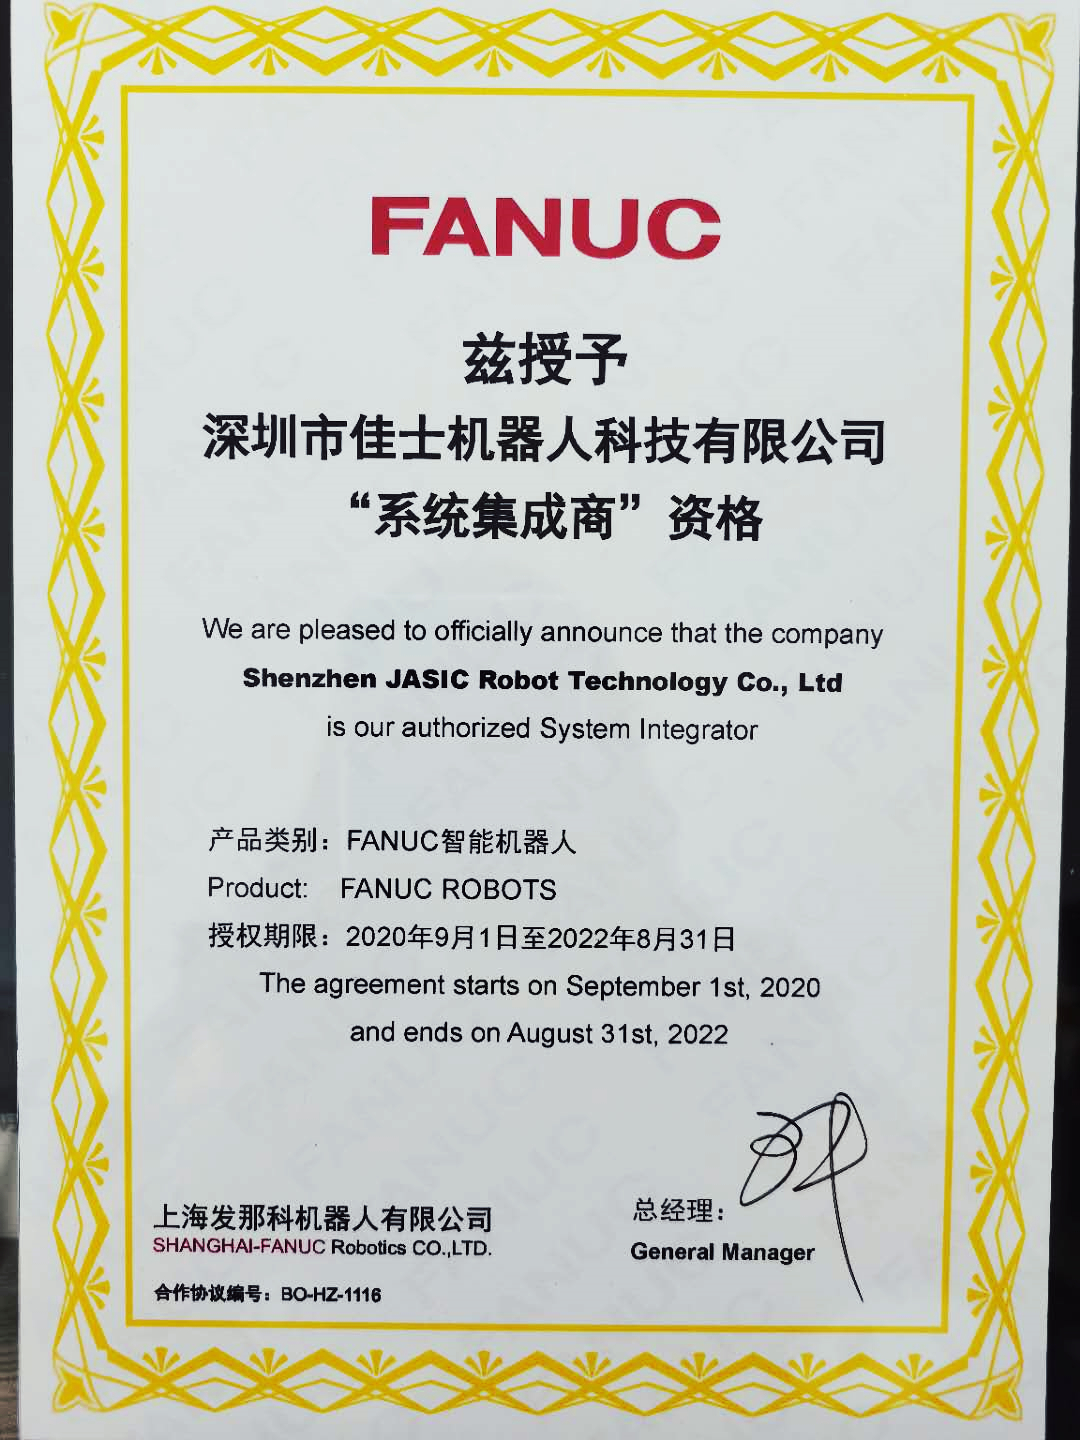 FANUC
兹授予
深圳市佳士机器人科技有限公司
“系统集成商”资格
We are pleased to officially announce that the company
Shenzhen JASIC Robot Technology Co., Ltd
is our authorized System Integrator
产品类别：FANUC智能机器人
Product: FANUC ROBOTS
授权期限：2020年9月1日至2022年8月31日
The agreement starts on September 1st, 2020
and ends on August 31st, 2022
上海发那科机器人有限公司
SHANGHAI-FANUC Robotics CO.,LTD.
合作协议编号：BO-HZ-1116
总经理：
General Manager